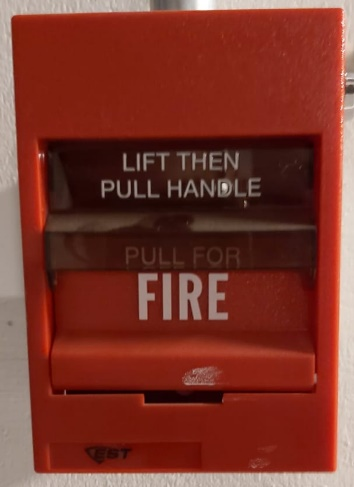 LIFT THEN
PULL HANDLE
PULL FOR
FIRE
EST